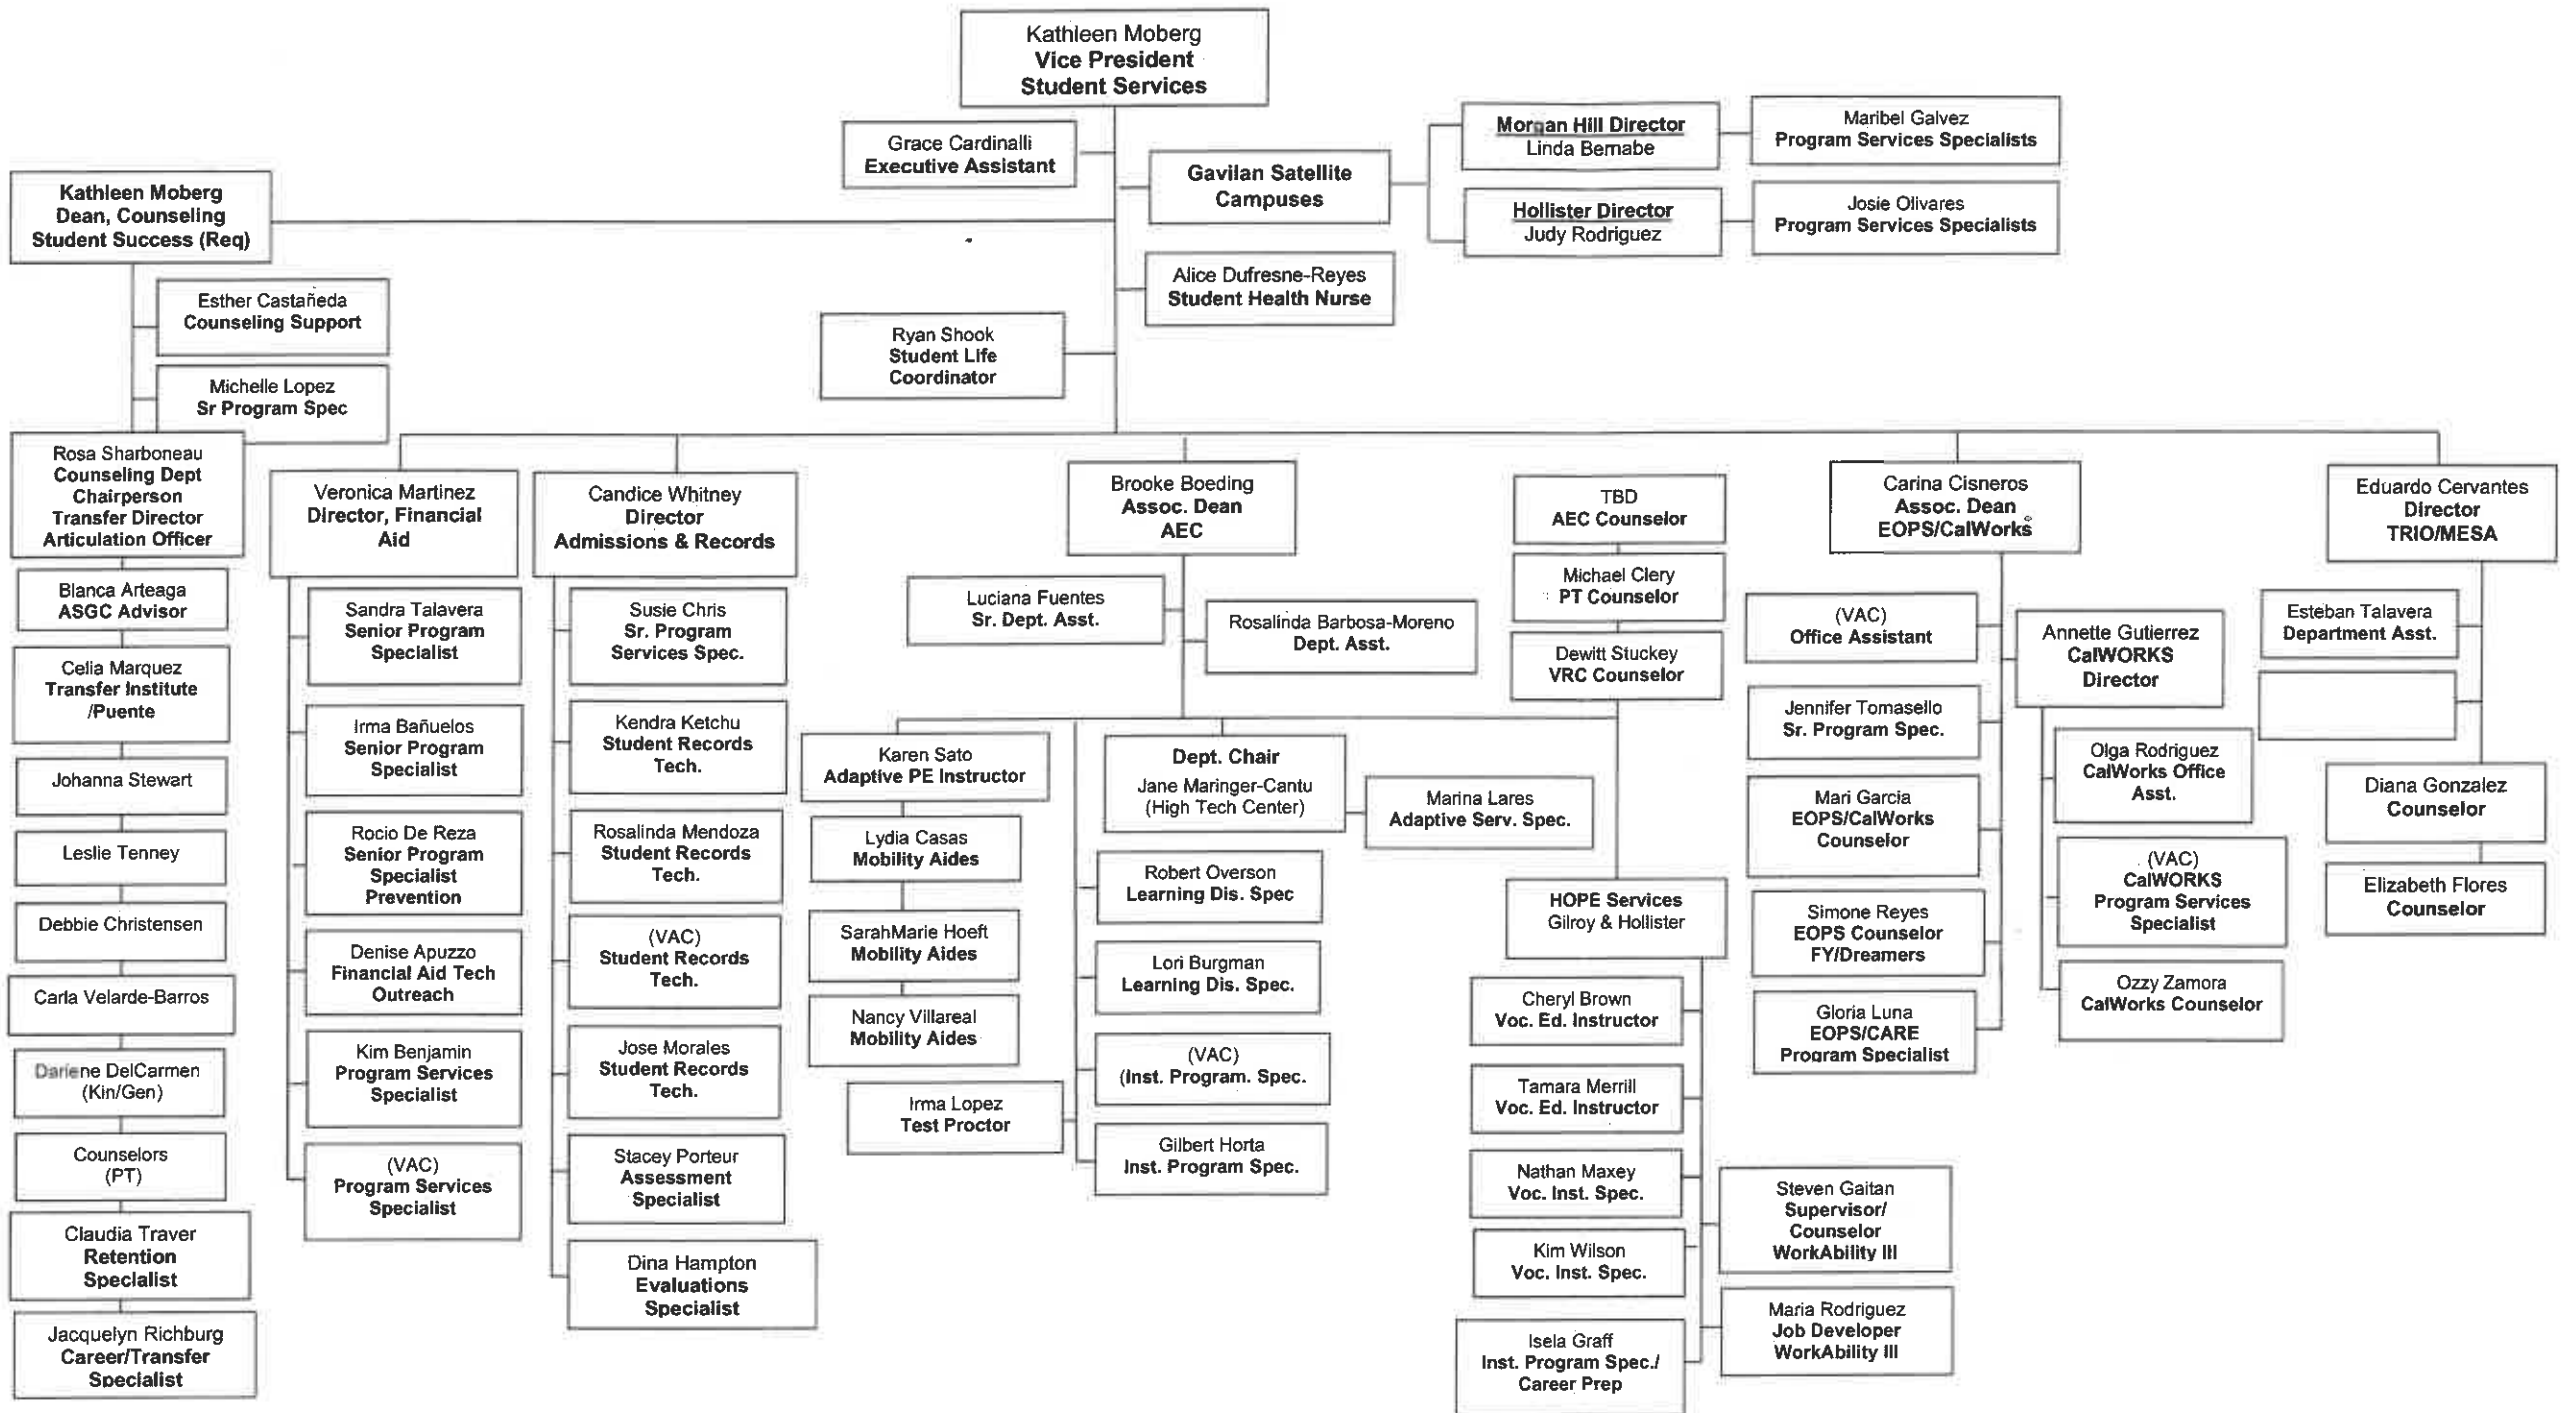 Kathleen Moberg
Vice President
Student Services
Grace Cardinalli
Executive Assistant
Gavilan Satellite
Campuses
Morgan Hill Director
Linda Bernabe
Maribel Galvez
Program Services Specialists
Hollister Director
Judy Rodriguez
Josie Olivares
Program Services Specialists
Kathleen Moberg
Dean, Counseling
Student Success (Req)
Alice Dufresne-Reyes
Student Health Nurse
Esther Castañeda
Counseling Support
Ryan Shook
Student Life
Coordinator
Michelle Lopez
Sr Program Spec
Rosa Sharboneau
Counseling Dept
Chairperson
Transfer Director
Articulation Officer
Blanca Arteaga
ASGC Advisor
Celia Marquez
Transfer Institute
/Puente
Johanna Stewart
Leslie Tenney
Debbie Christensen
Carla Velarde-Barros
Darlene DelCarmen
(Kin/Gen)
Counselors
(PT)
Claudia Traver
Retention
Specialist
Jacquelyn Richburg
Career/Transfer
Specialist
Veronica Martinez
Director, Financial
Aid
Sandra Talavera
Senior Program
Specialist
Irma Bañuelos
Senior Program
Specialist
Rocio De Reza
Senior Program
Specialist
Prevention
Denise Apuzzo
Financial Aid Tech
Outreach
Kim Benjamin
Program Services
Specialist
(VAC)
Program Services
Specialist
Candice Whitney
Director
Admissions & Records
Susie Chris
Sr. Program
Services Spec.
Kendra Ketchu
Student Records
Tech.
Rosalinda Mendoza
Student Records
Tech.
(VAC)
Student Records
Tech.
Jose Morales
Student Records
Tech.
Stacey Porteur
Assessment
Specialist
Dina Hampton
Evaluations
Specialist
Brooke Boeding
Assoc. Dean
AEC
Luciana Fuentes
Sr. Dept. Asst.
Rosalinda Barbosa-Moreno
Dept. Asst.
Karen Sato
Adaptive PE Instructor
Lydia Casas
Mobility Aides
SarahMarie Hoeft
Mobility Aides
Nancy Villareal
Mobility Aides
Irma Lopez
Test Proctor
Dept. Chair
Jane Maringer-Cantu
(High Tech Center)
Marina Lares
Adaptive Serv. Spec.
Robert Overson
Learning Dis. Spec
Lori Burgman
Learning Dis. Spec.
(VAC)
(Inst. Program. Spec.
Gilbert Horta
Inst. Program Spec.
TBD
AEC Counselor
Michael Clery
PT Counselor
Dewitt Stuckey
VRC Counselor
HOPE Services
Gilroy & Hollister
Cheryl Brown
Voc. Ed. Instructor
Tamara Merrill
Voc. Ed. Instructor
Nathan Maxey
Voc. Inst. Spec.
Kim Wilson
Voc. Inst. Spec.
Isela Graff
Inst. Program Spec./
Career Prep
Steven Gaitan
Supervisor/
Counselor
WorkAbility III
Maria Rodriguez
Job Developer
WorkAbility III
Carina Cisneros
Assoc. Dean
EOPS/CalWorks
(VAC)
Office Assistant
Jennifer Tomasello
Sr. Program Spec.
Mari Garcia
EOPS/CalWorks
Counselor
Simone Reyes
EOPS Counselor
FY/Dreamers
Gloria Luna
EOPS/CARE
Program Specialist
Annette Gutierrez
CalWORKS
Director
Olga Rodriguez
CalWorks Office
Asst.
(VAC)
CalWORKS
Program Services
Specialist
Ozzy Zamora
CalWorks Counselor
Eduardo Cervantes
Director
TRIO/MESA
Esteban Talavera
Department Asst.
Diana Gonzalez
Counselor
Elizabeth Flores
Counselor